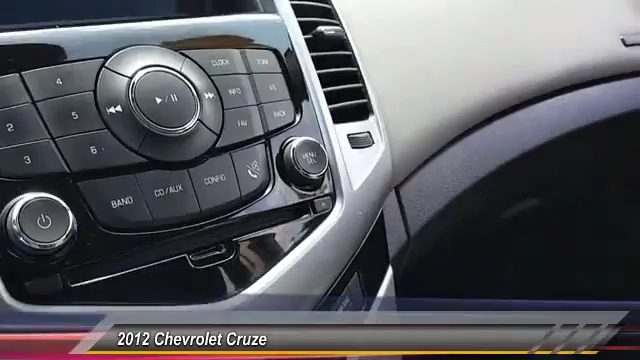 CLOCK TONE
4
INFO AS
2 5
FAV BACK
3 6
MENU
SEL
BAND CD/AUX CONFIG
2012 Chevrolet Cruze